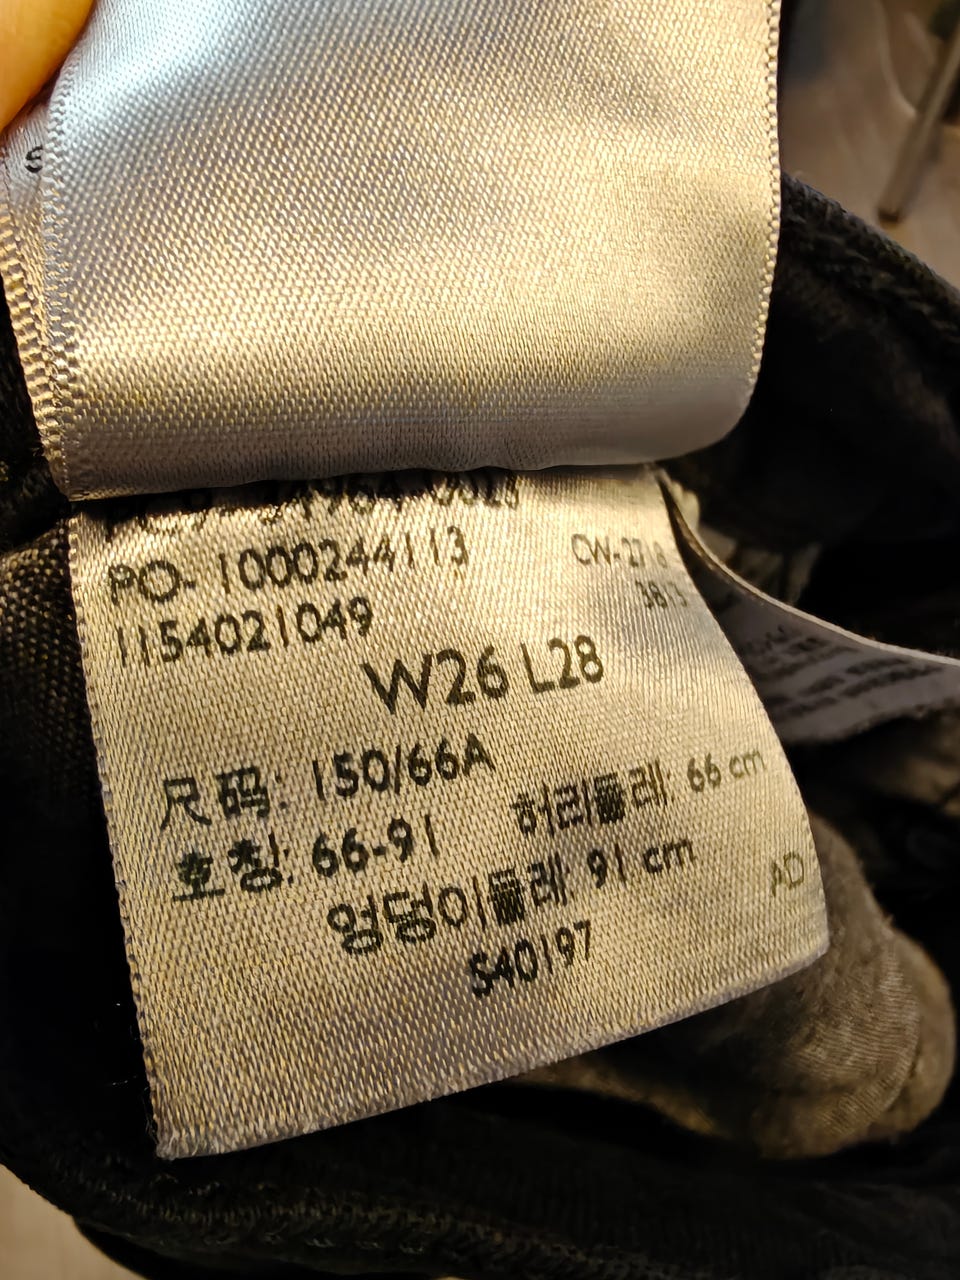 PO- 1000244113
1154021049
W26 L28
尺码: 150/66A
호칭: 66-91 허리둘레: 66 cm
엉덩이둘레: 91 cm
AD
S40197